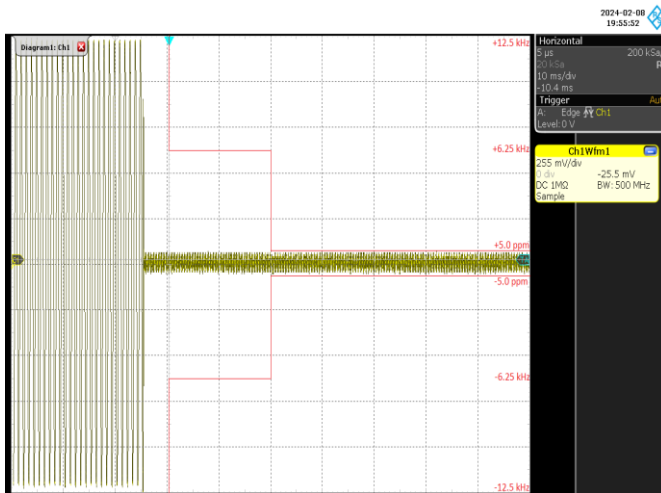 2024-02-08
19:55:52
Diagram1: Ch1
+12.5 kHz
+6.25 kHz
+5.0 ppm
-5.0 ppm
-6.25 kHz
-12.5 kHz
Horizontal
5 µs 200 kSa/
20 kSa
10 ms/div
-10.4 ms
Trigger Aut
A: Edge Ch1
Level: 0 V
Ch1Wfm1
255 mV/div
0 div -25.5 mV
DC 1MΩ BW: 500 MHz
Sample